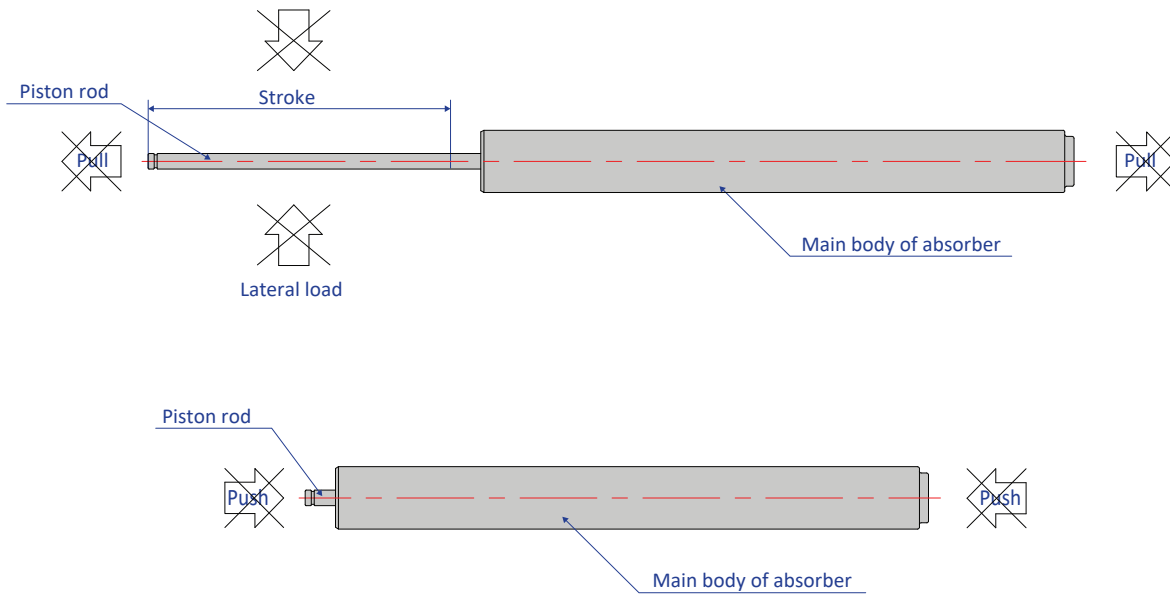 Piston rod
Stroke
Pull
Pull
Main body of absorber
Lateral load
Piston rod
Push
Push
Main body of absorber